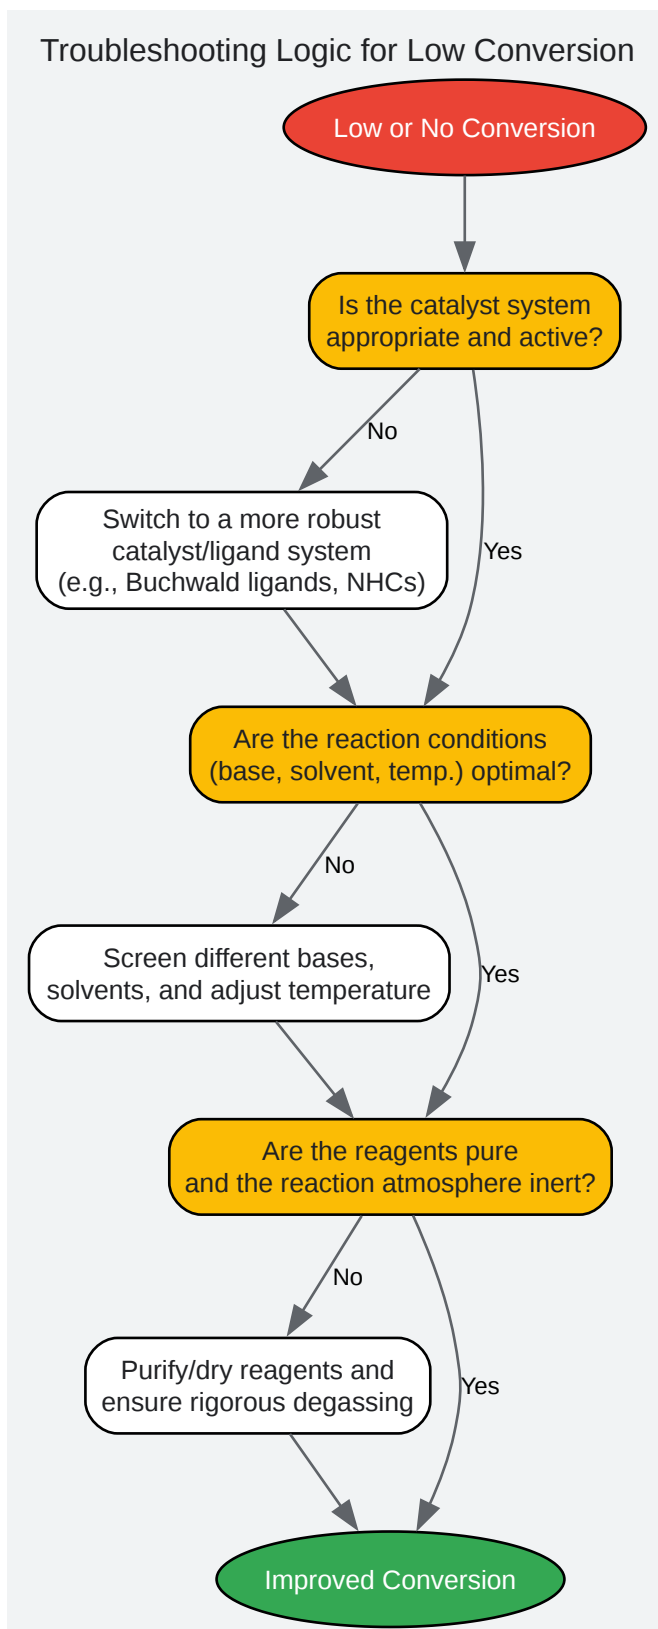 Troubleshooting Logic for Low Conversion
Low or No Conversion
Is the catalyst system
appropriate and active?
No
Switch to a more robust
catalyst/ligand system
(e.g., Buchwald ligands, NHCs)
Yes
Are the reaction conditions
(base, solvent, temp.) optimal?
No
Screen different bases,
solvents, and adjust temperature
Yes
Are the reagents pure
and the reaction atmosphere inert?
No
Purify/dry reagents and
ensure rigorous degassing
Yes
Improved Conversion